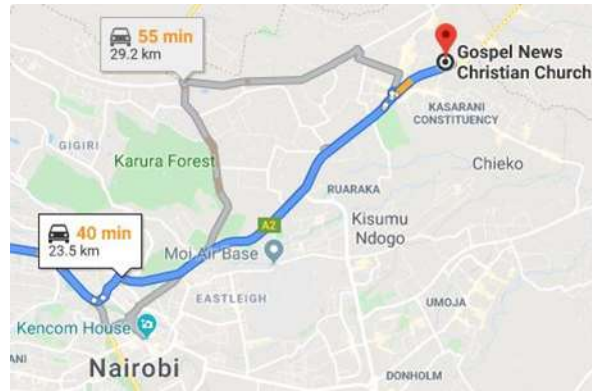 55 min
29.2 km
Gospel News
Christian Church
KASARANI
CONSTITUENCY
GIGIRI
Karura Forest
Chieko
RUARAKA
40 min
23.5 km
A2
Kisumu
Ndogo
Moi Air Base
EASTLEIGH
UMOJA
Kencom House
ANI
Nairobi
DONHOLM